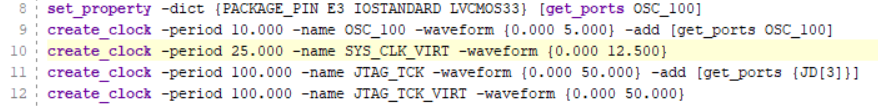 8 set_property -dict {PACKAGE_PIN E3 IOSTANDARD LVCMOS33} [get_ports OSC_100]
9 create_clock -period 10.000 -name OSC_100 -waveform {0.000 5.000} -add [get_ports OSC_100]
10 create_clock -period 25.000 -name SYS_CLK_VIRT -waveform {0.000 12.500}
11 create_clock -period 100.000 -name JTAG_TCK -waveform {0.000 50.000} -add [get_ports {JD[3]}]
12 create_clock -period 100.000 -name JTAG_TCK_VIRT -waveform {0.000 50.000}